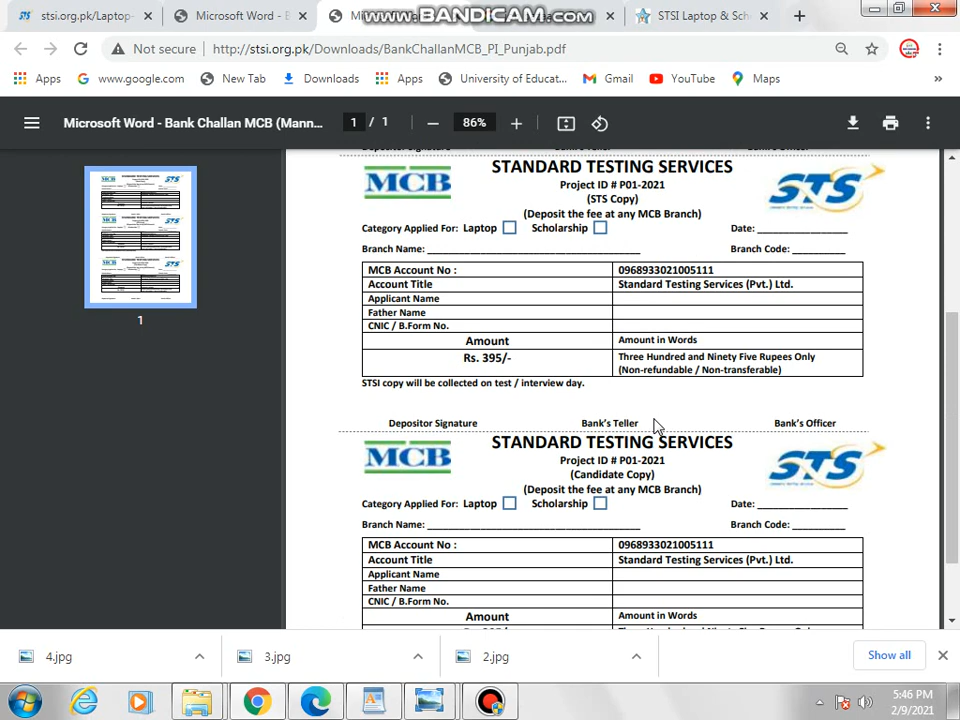 stsi.org.pk/Laptop-
Microsoft Word - B
Mi
www.BANDICAM.com
STSI Laptop & Sch
Not secure
http://stsi.org.pk/Downloads/BankChallanMCB_PI_Punjab.pdf
Apps
www.google.com
New Tab
Downloads
Apps
University of Educat...
Gmail
YouTube
Maps
»
Microsoft Word - Bank Challan MCB (Mann...
1 / 1
86%
1
MCB
STANDARD TESTING SERVICES
STS
Project ID # P01-2021
(STS Copy)
(Deposit the fee at any MCB Branch)
Category Applied For: Laptop Scholarship Date: ________________
Branch Name: ______________________________________ Branch Code: __________
MCB Account No : 0968933021005111
Account Title Standard Testing Services (Pvt.) Ltd.
Applicant Name
Father Name
CNIC / B.Form No.
Amount Amount in Words
Rs. 395/- Three Hundred and Ninety Five Rupees Only
(Non-refundable / Non-transferable)
STSI copy will be collected on test / interview day.
Depositor Signature Bank's Teller Bank's Officer
MCB
STANDARD TESTING SERVICES
STS
Project ID # P01-2021
(Candidate Copy)
(Deposit the fee at any MCB Branch)
Category Applied For: Laptop Scholarship Date: ________________
Branch Name: ______________________________________ Branch Code: __________
MCB Account No : 0968933021005111
Account Title Standard Testing Services (Pvt.) Ltd.
Applicant Name
Father Name
CNIC / B.Form No.
Amount Amount in Words
4.jpg
3.jpg
2.jpg
Show all
5:46 PM
2/9/2021